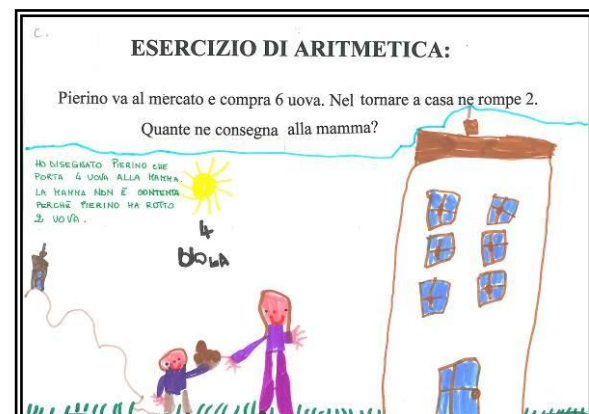 C.
ESERCIZIO DI ARITMETICA:
Pierino va al mercato e compra 6 uova. Nel tornare a casa ne rompe 2.
Quante ne consegna alla mamma?
HO DISEGNATO PIERINO CHE
PORTA 4 UOVA ALLA MAMMA.
LA MAMMA NON È CONTENTA
PERCHÉ PIERINO HA ROTTO
2 UOVA.
4